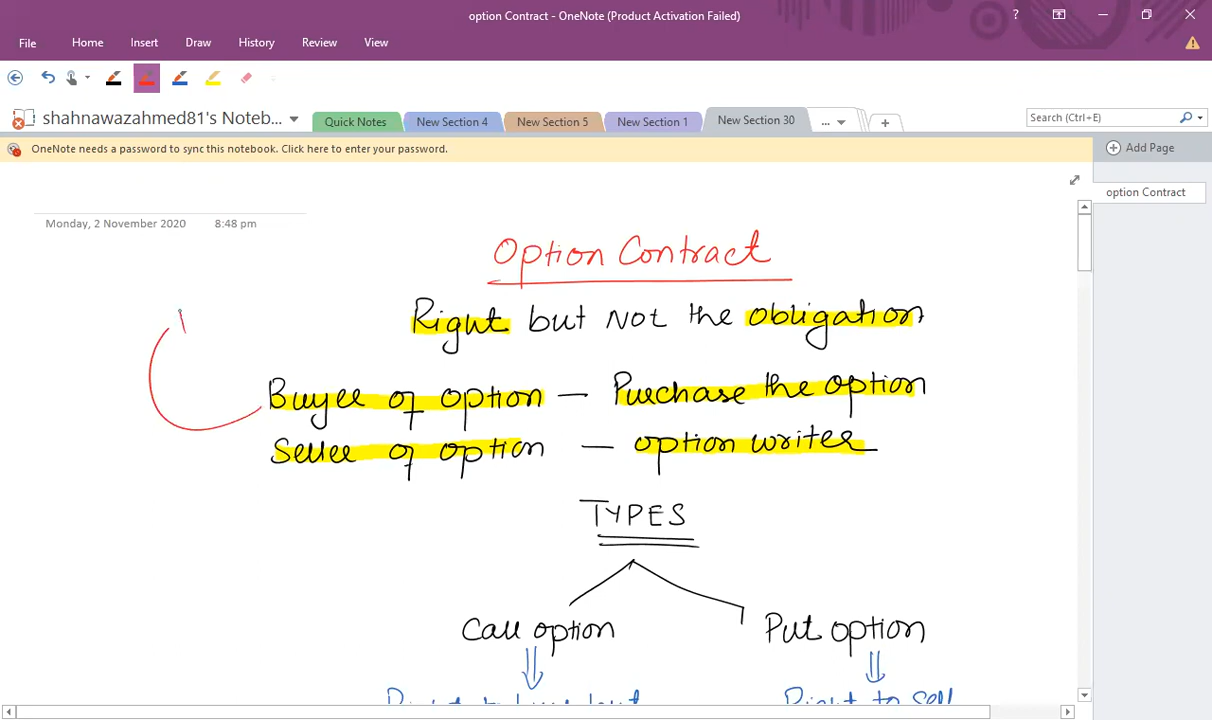 option Contract - OneNote (Product Activation Failed)
?
File Home Insert Draw History Review View
shahnawazahmed81's Noteb...
Quick Notes
New Section 4
New Section 5
New Section 1
New Section 30
...
+
Search (Ctrl+E)
OneNote needs a password to sync this notebook. Click here to enter your password.
Add Page
option Contract
Monday, 2 November 2020 8:48 pm
Option Contract
Right but Not the obligation
Buyer of option — Purchase the option
Seller of option — option writer
TYPES
Call option Put option
Right to sell